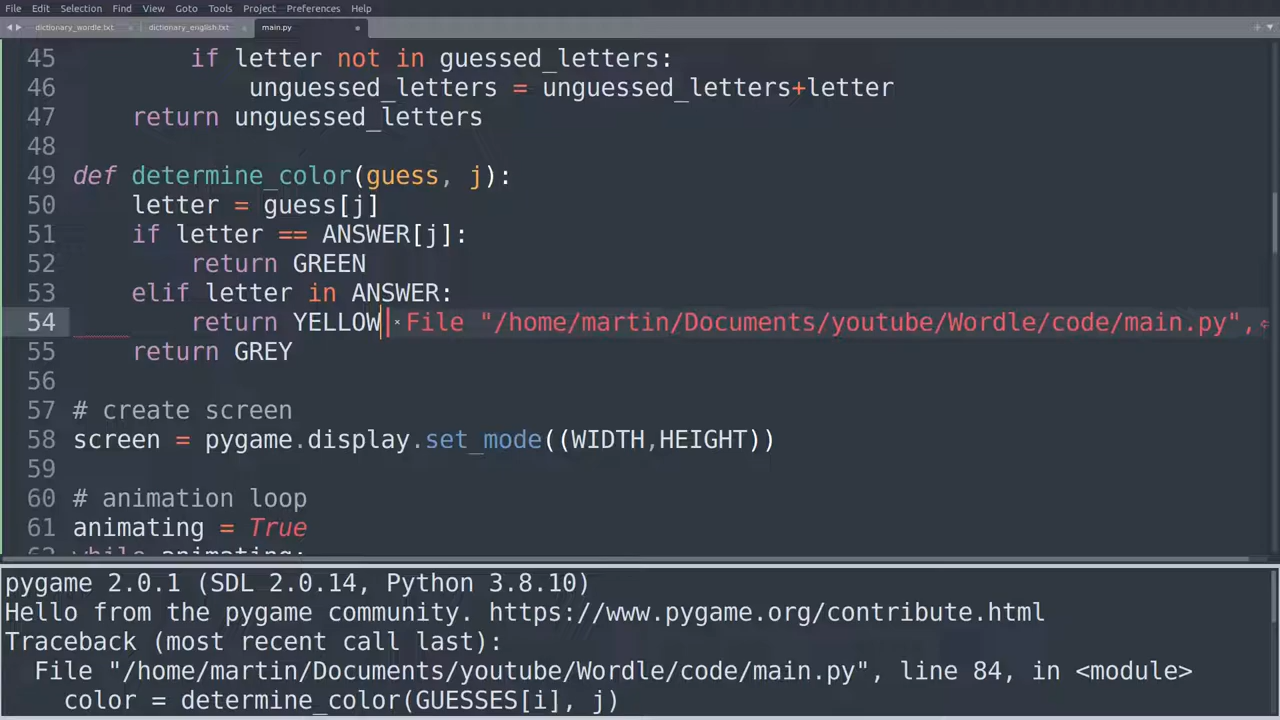 File Edit Selection Find View Goto Tools Project Preferences Help
dictionary_wordle.txt dictionary_english.txt main.py
45 if letter not in guessed_letters:
46 unguessed_letters = unguessed_letters+letter
47 return unguessed_letters
48
49 def determine_color(guess, j):
50 letter = guess[j]
51 if letter == ANSWER[j]:
52 return GREEN
53 elif letter in ANSWER:
54 return YELLOW × File "/home/martin/Documents/youtube/Wordle/code/main.py",
55 return GREY
56
57 # create screen
58 screen = pygame.display.set_mode((WIDTH,HEIGHT))
59
60 # animation loop
61 animating = True
62 while animating:
pygame 2.0.1 (SDL 2.0.14, Python 3.8.10)
Hello from the pygame community. https://www.pygame.org/contribute.html
Traceback (most recent call last):
File "/home/martin/Documents/youtube/Wordle/code/main.py", line 84, in <module>
color = determine_color(GUESSES[i], j)